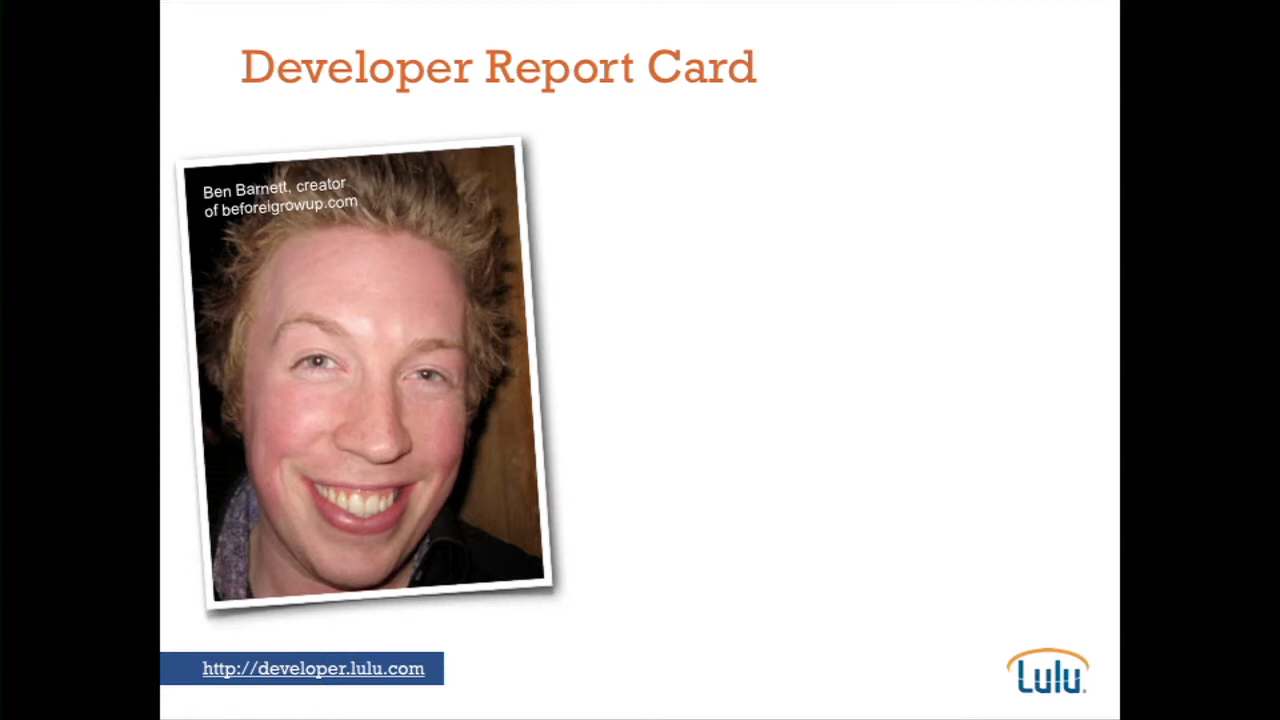 Developer Report Card
Ben Barnett, creator
of beforeigrowup.com
http://developer.lulu.com
Lulu